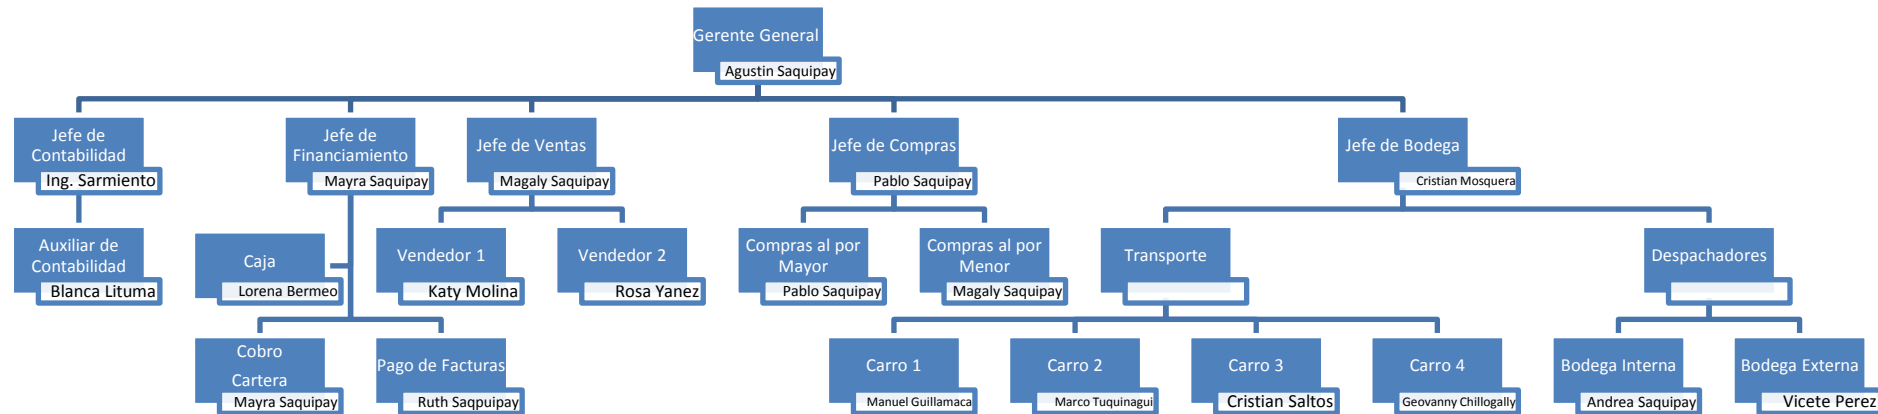 Gerente General
Agustin Saquipay
Jefe de
Contabilidad
Ing. Sarmiento
Jefe de
Financiamiento
Mayra Saquipay
Jefe de Ventas
Magaly Saquipay
Jefe de Compras
Pablo Saquipay
Jefe de Bodega
Cristian Mosquera
Auxiliar de
Contabilidad
Blanca Lituma
Caja
Lorena Bermeo
Vendedor 1
Katy Molina
Vendedor 2
Rosa Yanez
Compras al por
Mayor
Pablo Saquipay
Compras al por
Menor
Magaly Saquipay
Transporte
Despachadores
Cobro
Cartera
Mayra Saquipay
Pago de Facturas
Ruth Saqpuipay
Carro 1
Manuel Guillamaca
Carro 2
Marco Tuquinagui
Carro 3
Cristian Saltos
Carro 4
Geovanny Chillogally
Bodega Interna
Andrea Saquipay
Bodega Externa
Vicete Perez